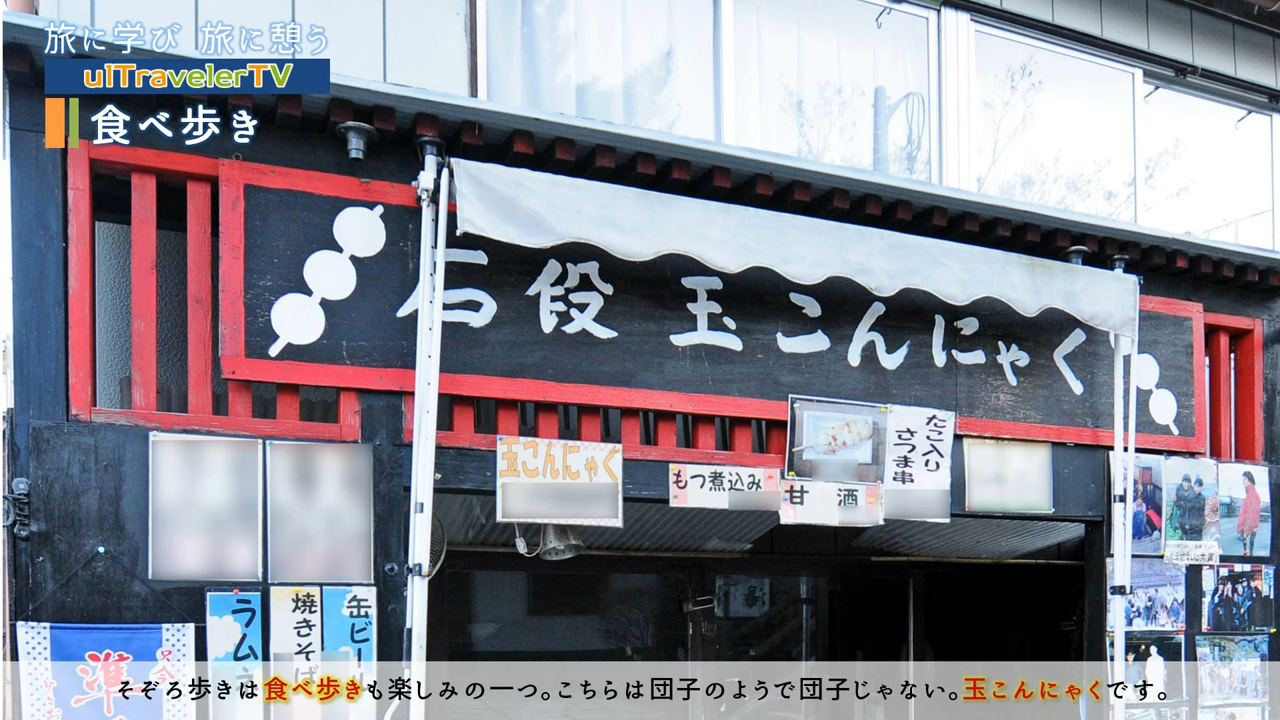 旅に学び 旅に憩う
ulTravelerTV
食べ歩き
石段 玉こんにゃく
玉こんにゃく
もつ煮込み
甘酒
たこ入り
さつま串
ラム
焼きそば
缶ビー
準
そぞろ歩きは食べ歩きも楽しみの一つ。こちらは団子のようで団子じゃない。玉こんにゃくです。